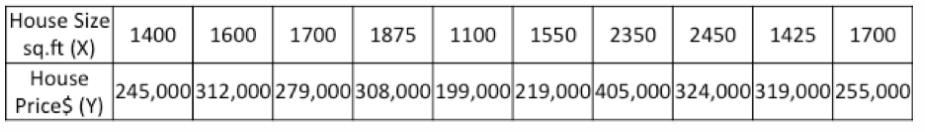 House Size
sq.ft (X)
1400 1600 1700 1875 1100 1550 2350 2450 1425 1700
House
Price$ (Y)
245,000 312,000 279,000 308,000 199,000 219,000 405,000 324,000 319,000 255,000